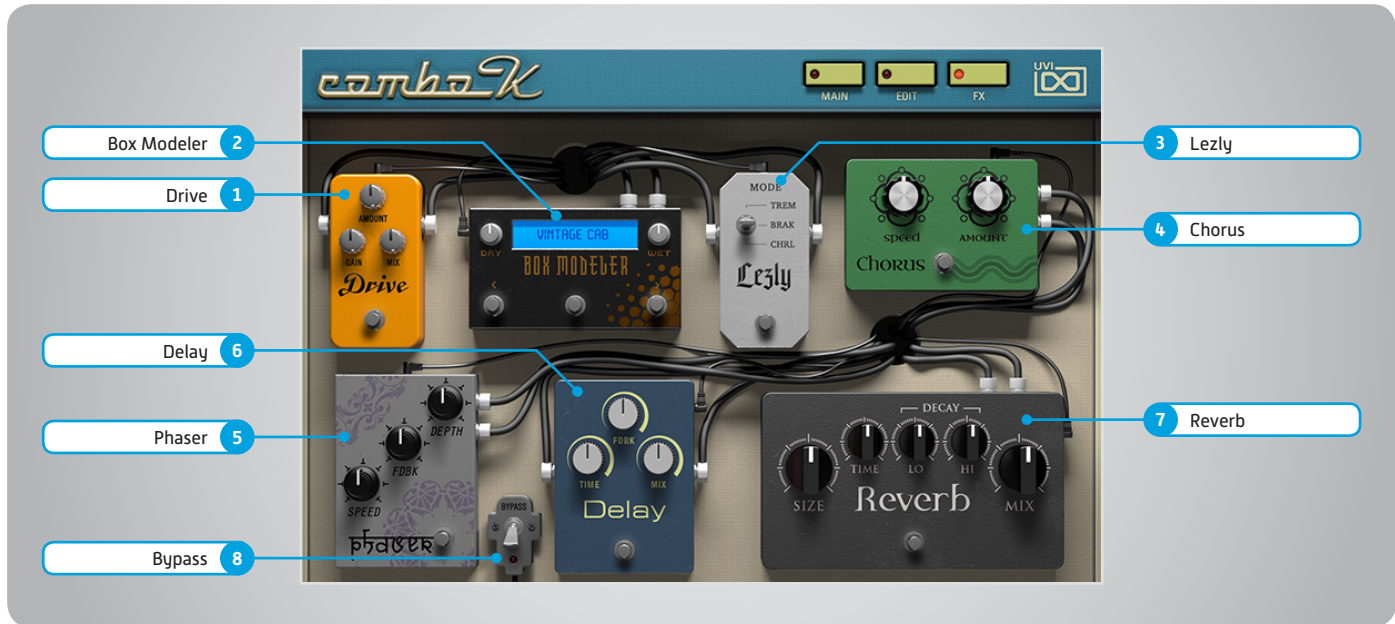 combo K
MAIN
EDIT
FX
UVI
Box Modeler 2
Drive 1
3 Lezly
4 Chorus
AMOUNT
GAIN
MIX
Drive
VINTAGE CAB
DRY
WET
BOX MODELER
<
>
MODE
TREM
BRAK
CHRL
Lezly
speed
AMOUNT
Chorus
Delay 6
Phaser 5
7 Reverb
Bypass 8
DEPTH
FDBK
SPEED
phaser
BYPASS
FDBK
TIME
MIX
Delay
DECAY
SIZE
TIME
LO
HI
MIX
Reverb